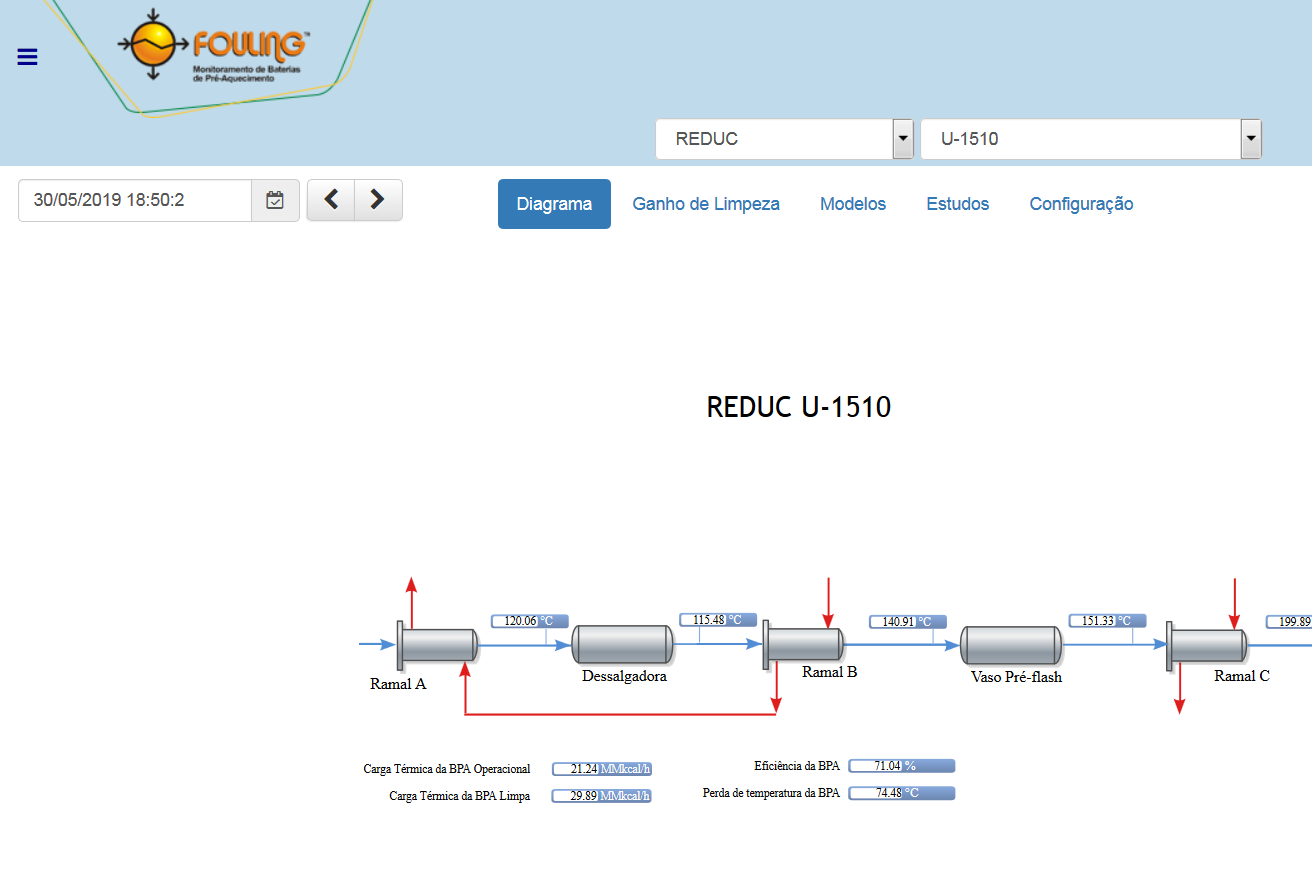 FOULING™
Monitoramento de Baterias
de Pré-Aquecimento
REDUC
U-1510
30/05/2019 18:50:2
Diagrama
Ganho de Limpeza
Modelos
Estudos
Configuração
REDUC U-1510
120.06 °C
115.48 °C
140.91 °C
151.33 °C
199.89
Ramal A
Dessalgadora
Ramal B
Vaso Pré-flash
Ramal C
Carga Térmica da BPA Operacional 21.24 MMkcal/h
Eficiência da BPA 71.04 %
Carga Térmica da BPA Limpa 29.89 MMkcal/h
Perda de temperatura da BPA 74.48 °C